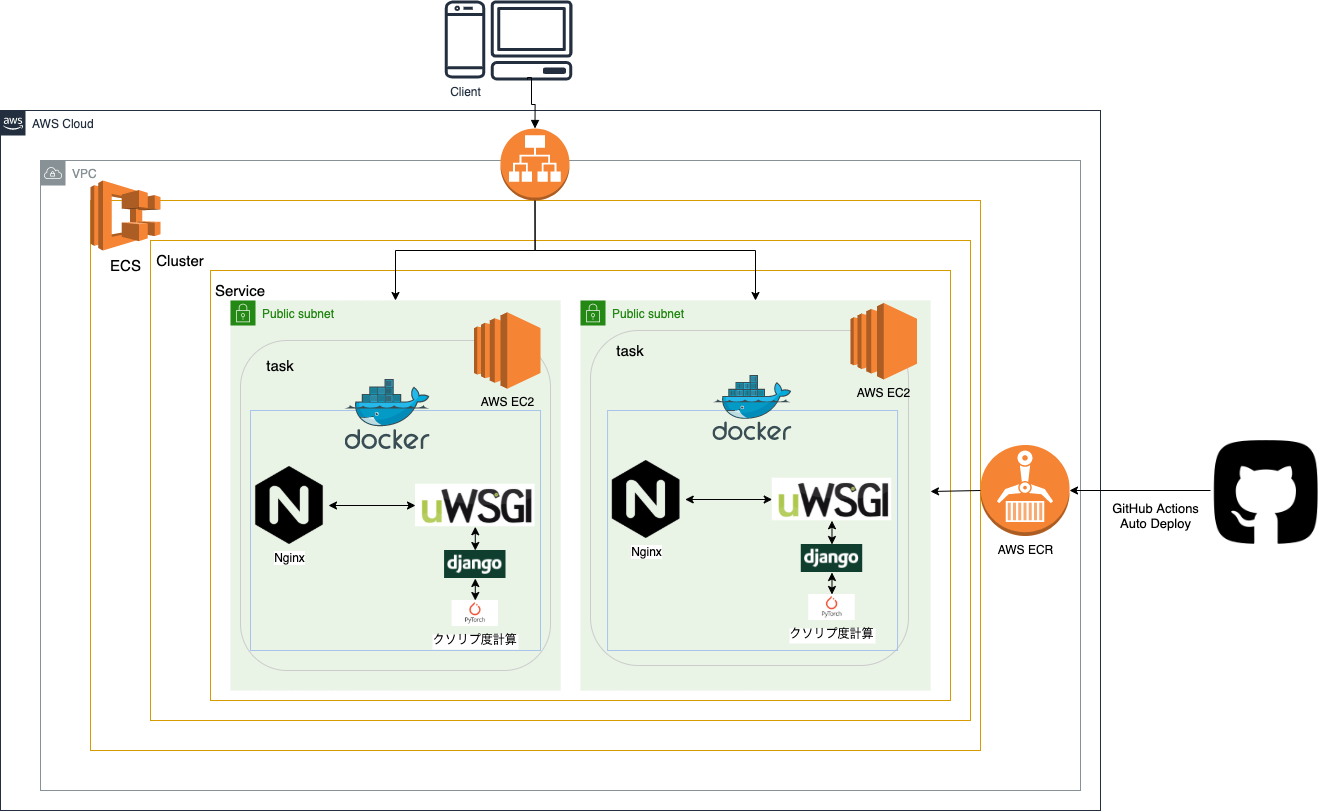 Client
aws
AWS Cloud
VPC
ECS
Cluster
Service
Public subnet
Public subnet
task
task
AWS EC2
AWS EC2
docker
docker
N
uWSGI
N
uWSGI
Nginx
Nginx
django
django
PyTorch
PyTorch
クソリプ度計算
クソリプ度計算
AWS ECR
GitHub Actions
Auto Deploy